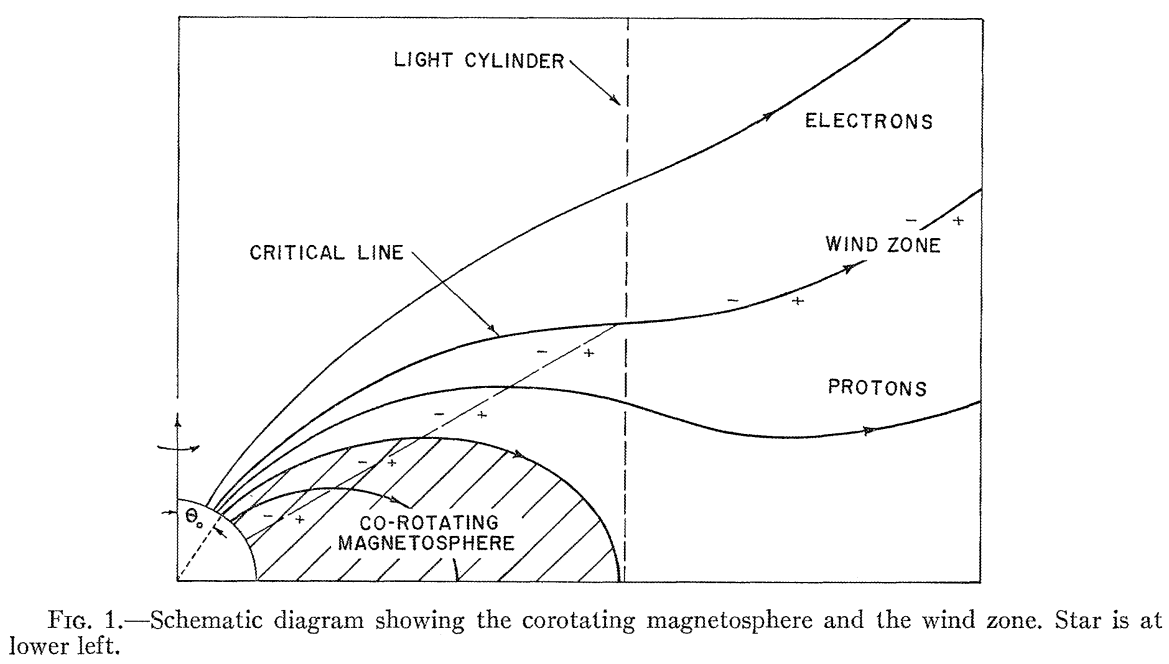 LIGHT CYLINDER
ELECTRONS
- +
CRITICAL LINE
WIND ZONE
- +
- +
PROTONS
- +
- +
θo
- +
CO-ROTATING
MAGNETOSPHERE
FIG. 1.—Schematic diagram showing the corotating magnetosphere and the wind zone. Star is at
lower left.